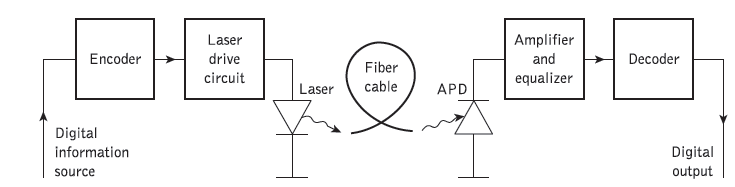 Digital
information
source
Encoder
Laser
drive
circuit
Laser
Fiber
cable
APD
Amplifier
and
equalizer
Decoder
Digital
output